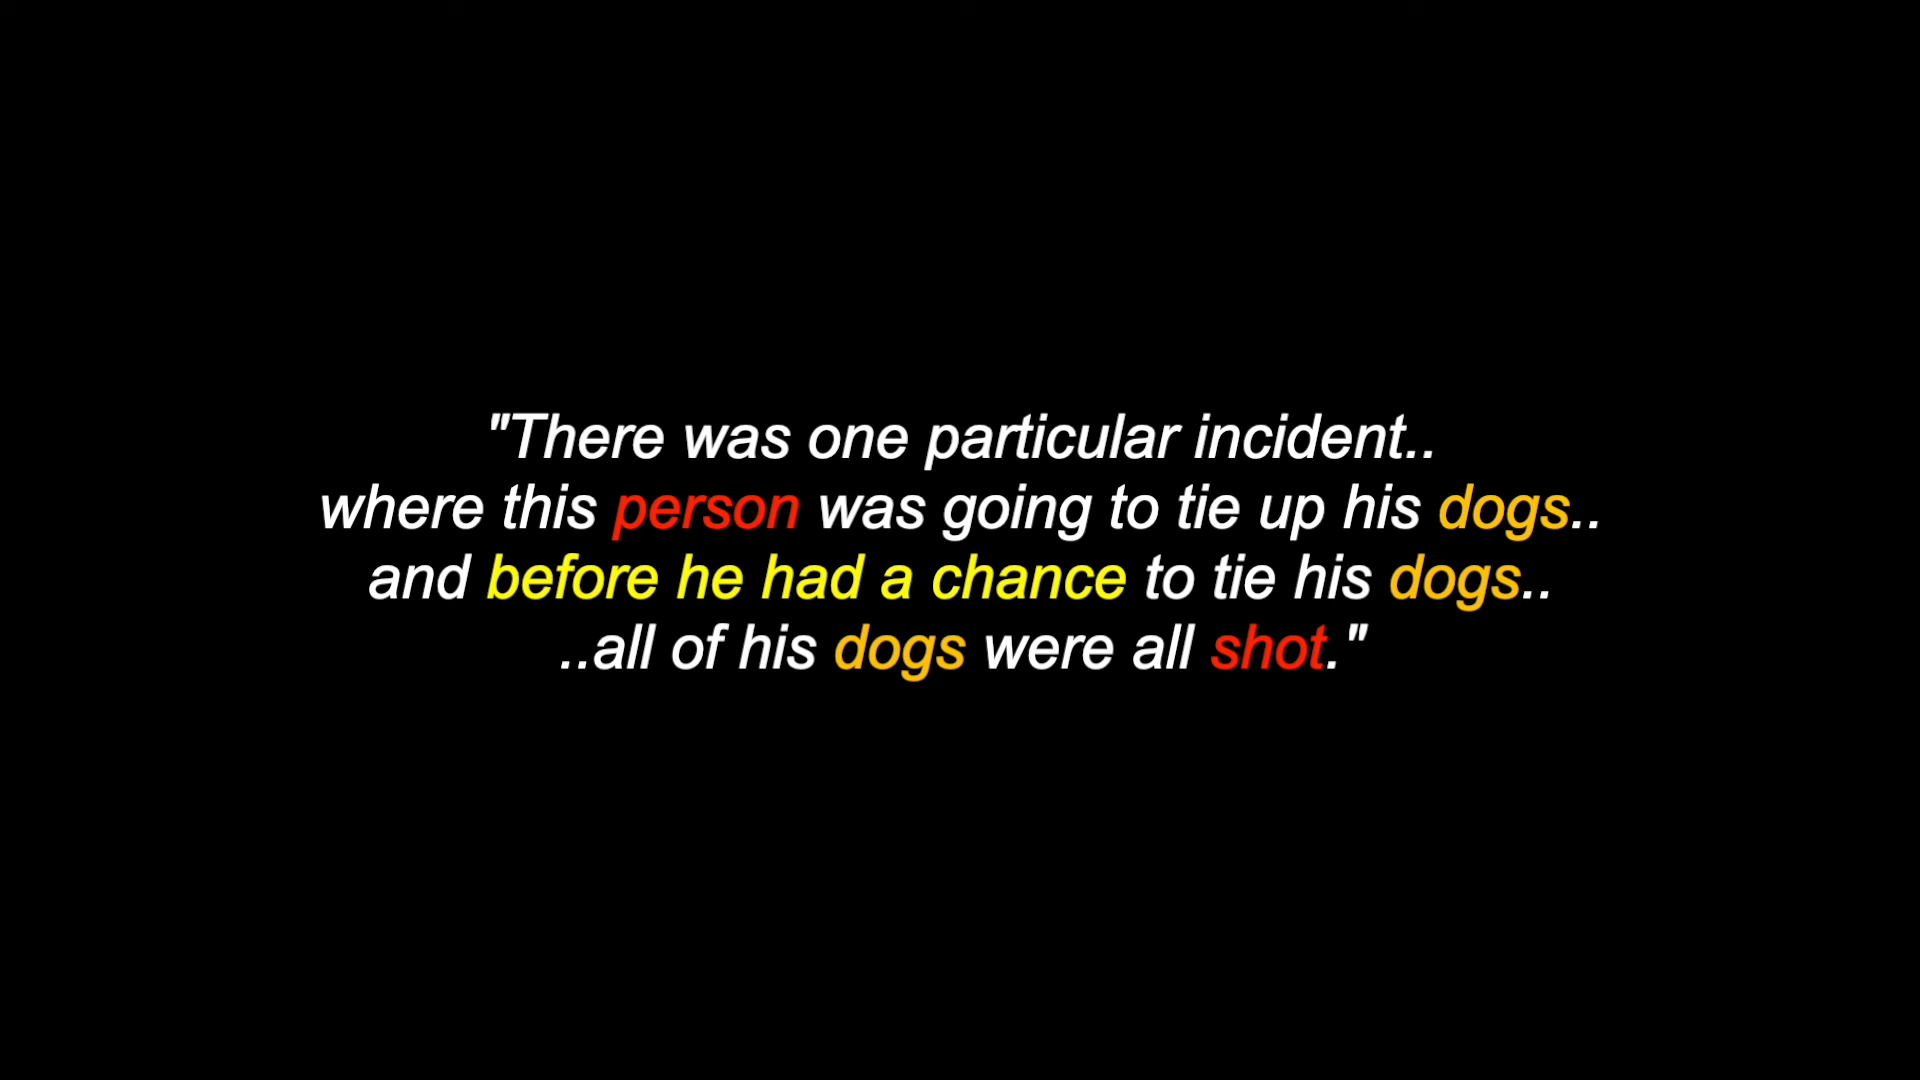 "There was one particular incident..
where this person was going to tie up his dogs..
and before he had a chance to tie his dogs..
..all of his dogs were all shot."